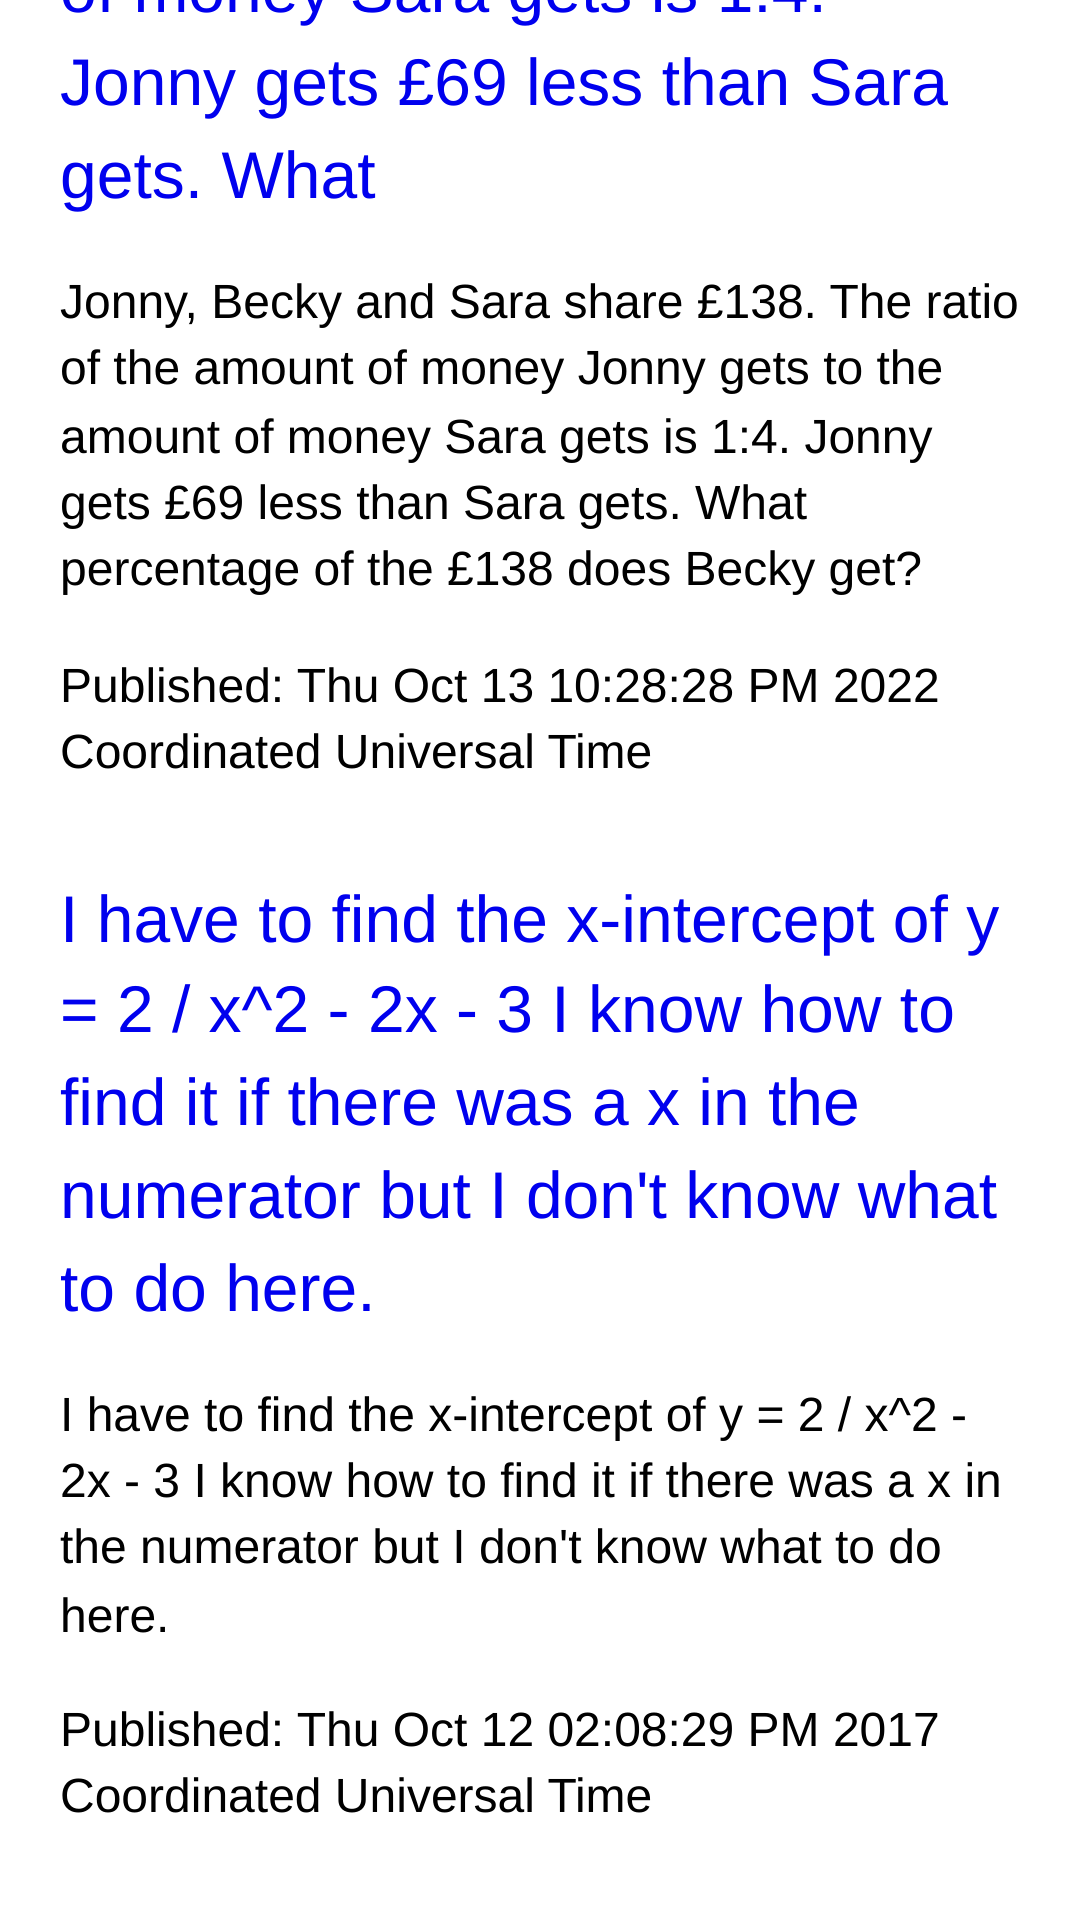 of money Sara gets is 1:4.
Jonny gets £69 less than Sara
gets. What
Jonny, Becky and Sara share £138. The ratio
of the amount of money Jonny gets to the
amount of money Sara gets is 1:4. Jonny
gets £69 less than Sara gets. What
percentage of the £138 does Becky get?
Published: Thu Oct 13 10:28:28 PM 2022
Coordinated Universal Time
I have to find the x-intercept of y
= 2 / x^2 - 2x - 3 I know how to
find it if there was a x in the
numerator but I don't know what
to do here.
I have to find the x-intercept of y = 2 / x^2 -
2x - 3 I know how to find it if there was a x in
the numerator but I don't know what to do
here.
Published: Thu Oct 12 02:08:29 PM 2017
Coordinated Universal Time